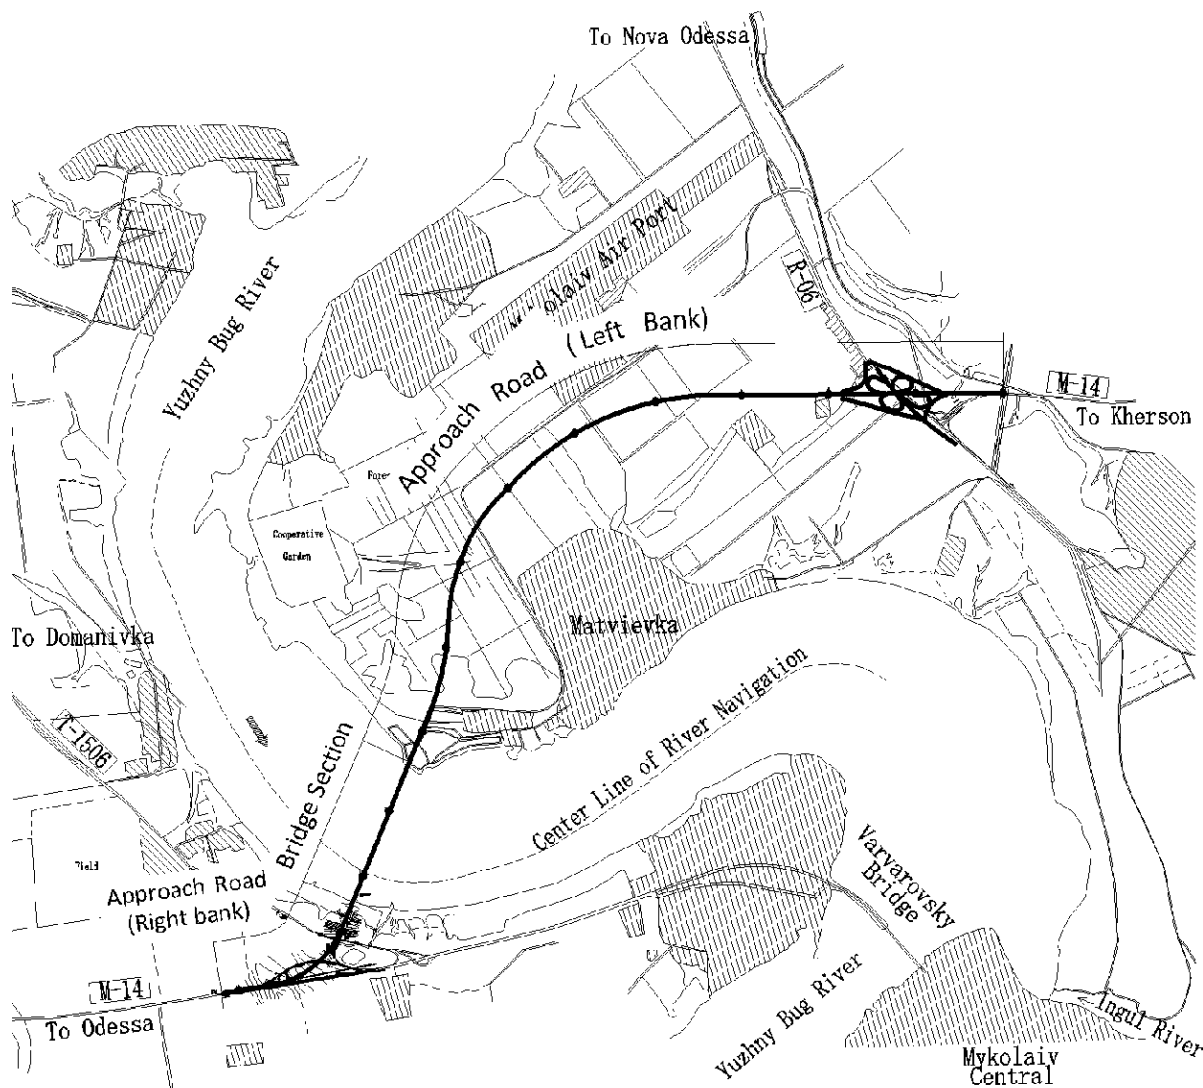 To Nova Odessa
olaiv Air Port
R-06
Yuzhny Bug River
Approach Road (Left Bank)
M-14
To Kherson
Cooperative
Garden
To Domanivka
Matvievka
T-1506
Bridge Section
Center Line of River Navigation
Field
Approach Road
(Right bank)
Varvarovsky
Bridge
M-14
To Odessa
Yuzhny Bug River
← Ingul River
Mykolaiv
Central